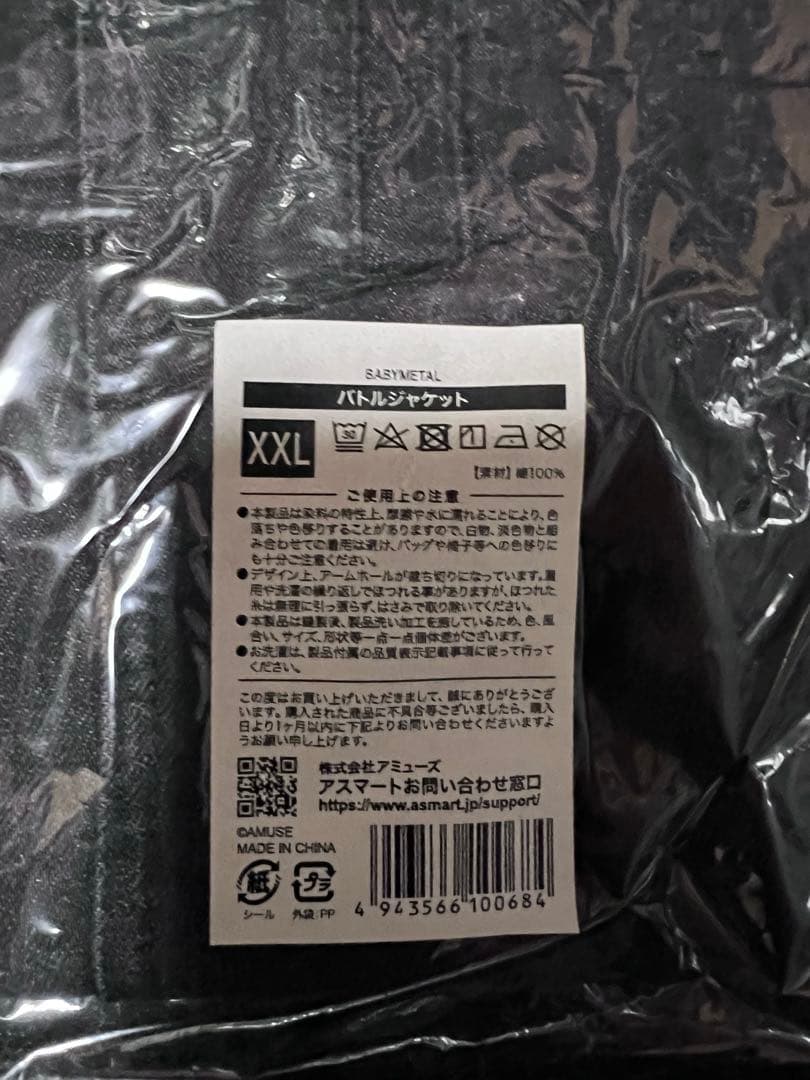 BABYMETAL
バトルジャケット
XXL
30
【素材】綿100%
ご使用上の注意
●本製品は染料の特性上、摩擦や水に濡れることにより、色
落ちや色移りすることがありますので、白物、淡色物と組
み合わせての着用は避け、バッグや椅子等への色移りに
も十分ご注意ください。
●デザイン上、アームホールが裁ち切りになっています。着
用や洗濯の繰り返しでほつれる事がありますが、ほつれた
糸は無理に引っ張らず、はさみで取り除いてください。
●本製品は縫製後、製品洗い加工を施しているため、色、風
合い、サイズ、形状等一点一点個体差がございます。
●お洗濯は、製品付属の品質表示記載事項に従って行って
ください。
この度はお買い上げいただきまして、誠にありがとうござ
います。購入された商品に不具合等ございましたら、購入
日より1ヶ月以内に下記よりお問い合わせくださいますよ
うお願い申し上げます。
株式会社アミューズ
アスマートお問い合わせ窓口
https://www.asmart.jp/support/
©AMUSE
MADE IN CHINA
紙
プラ
シール
外袋:PP
4 943566 100684